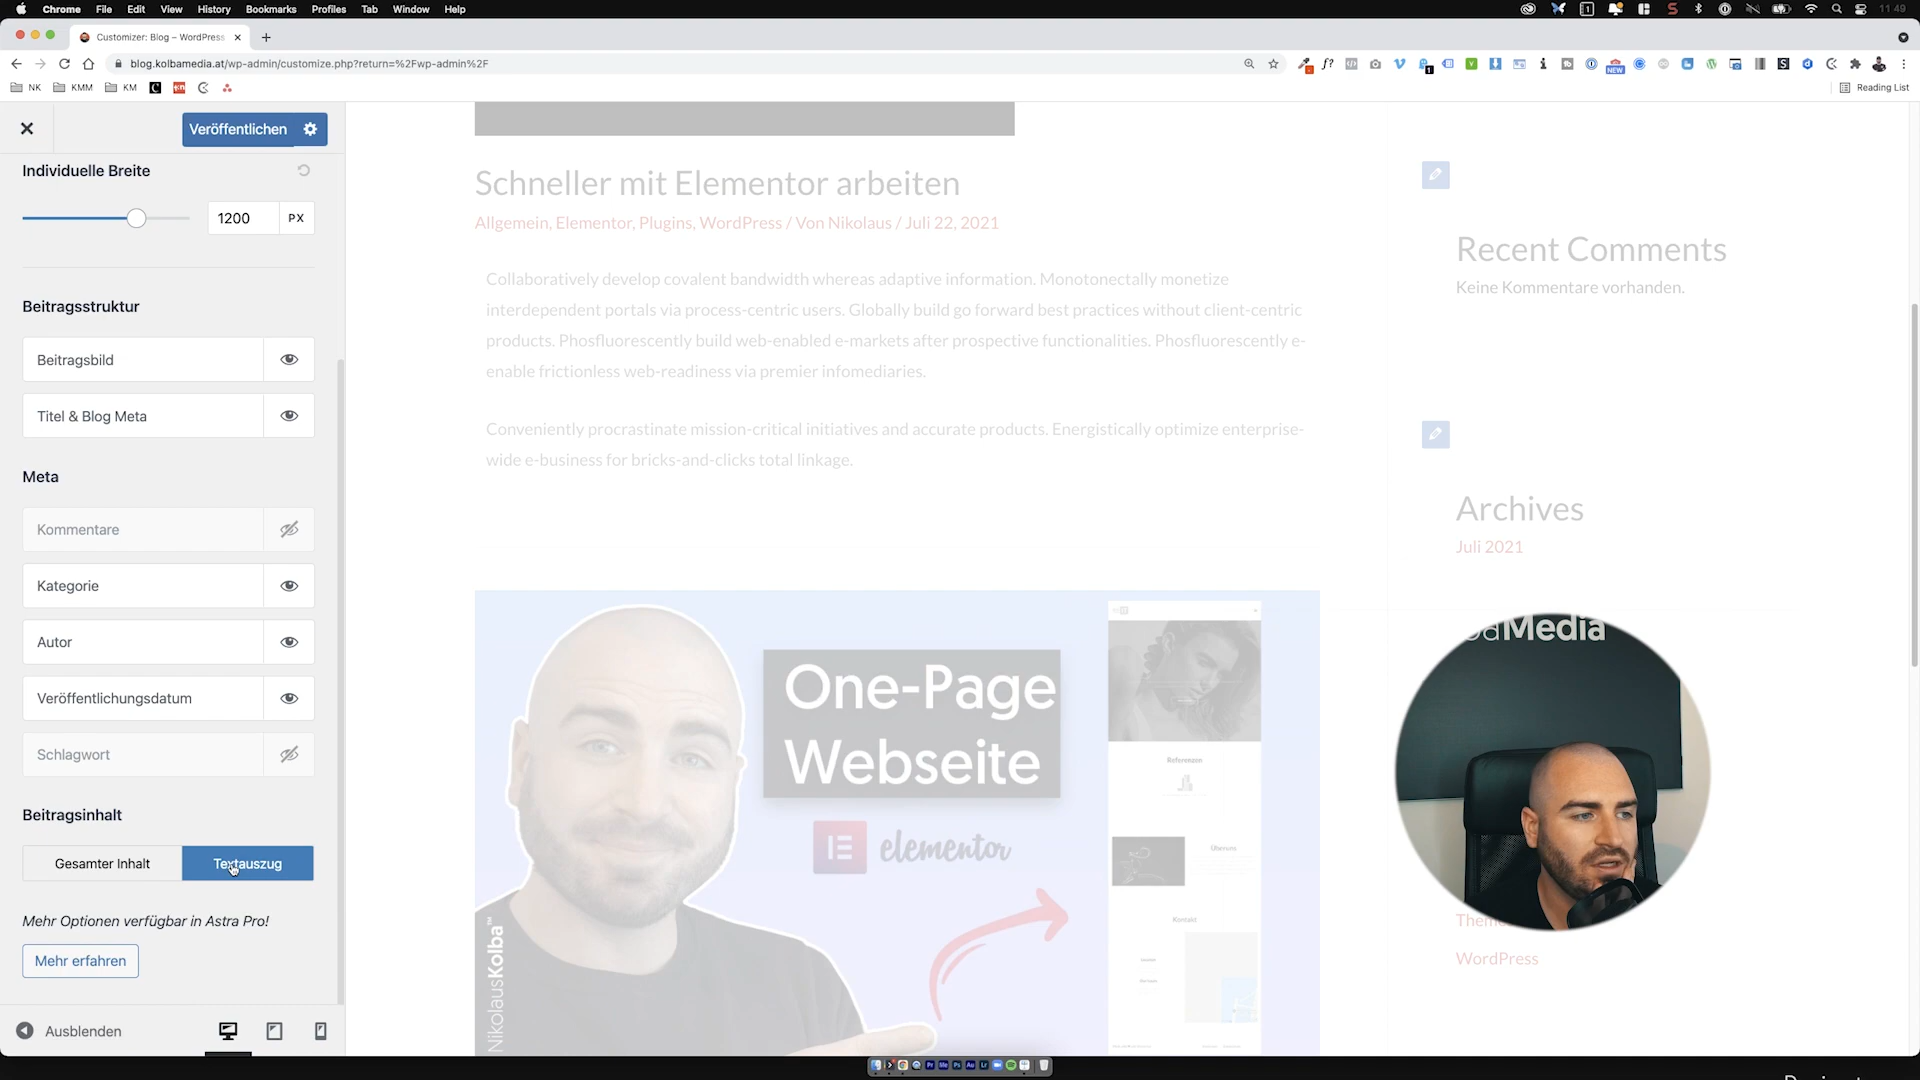 Chrome File Edit View History Bookmarks Profiles Tab Window Help
11:49
Customizer: Blog – WordPress
blog.kolbamedia.at/wp-admin/customize.php?return=%2Fwp-admin%2F
NK KMM KM
Reading List
Veröffentlichen
Individuelle Breite
1200 PX
Beitragsstruktur
Beitragsbild
Titel & Blog Meta
Meta
Kommentare
Kategorie
Autor
Veröffentlichungsdatum
Schlagwort
Beitragsinhalt
Gesamter Inhalt Textauszug
Mehr Optionen verfügbar in Astra Pro!
Mehr erfahren
Ausblenden
Schneller mit Elementor arbeiten
Allgemein, Elementor, Plugins, WordPress / Von Nikolaus / Juli 22, 2021
Collaboratively develop covalent bandwidth whereas adaptive information. Monotonectally monetize
interdependent portals via process-centric users. Globally build go forward best practices without client-centric
products. Phosfluorescently build web-enabled e-markets after prospective functionalities. Phosfluorescently e-
enable frictionless web-readiness via premier infomediaries.
Conveniently procrastinate mission-critical initiatives and accurate products. Energistically optimize enterprise-
wide e-business for bricks-and-clicks total linkage.
One-Page
Webseite
elementor
NikolausKolba™
Referenzen
Über uns
Kontakt
Recent Comments
Keine Kommentare vorhanden.
Archives
Juli 2021
Media
WordPress